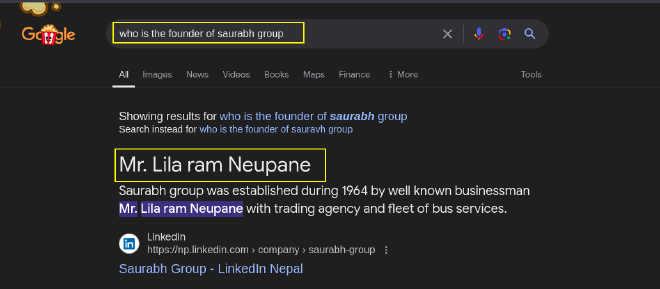 Google
who is the founder of saurabh group
All Images News Videos Books Maps Finance More Tools
Showing results for who is the founder of saurabh group
Search instead for who is the founder of sauravh group
Mr. Lila ram Neupane
Saurabh group was established during 1964 by well known businessman
Mr. Lila ram Neupane with trading agency and fleet of bus services.
LinkedIn
https://np.linkedin.com › company › saurabh-group
Saurabh Group - LinkedIn Nepal